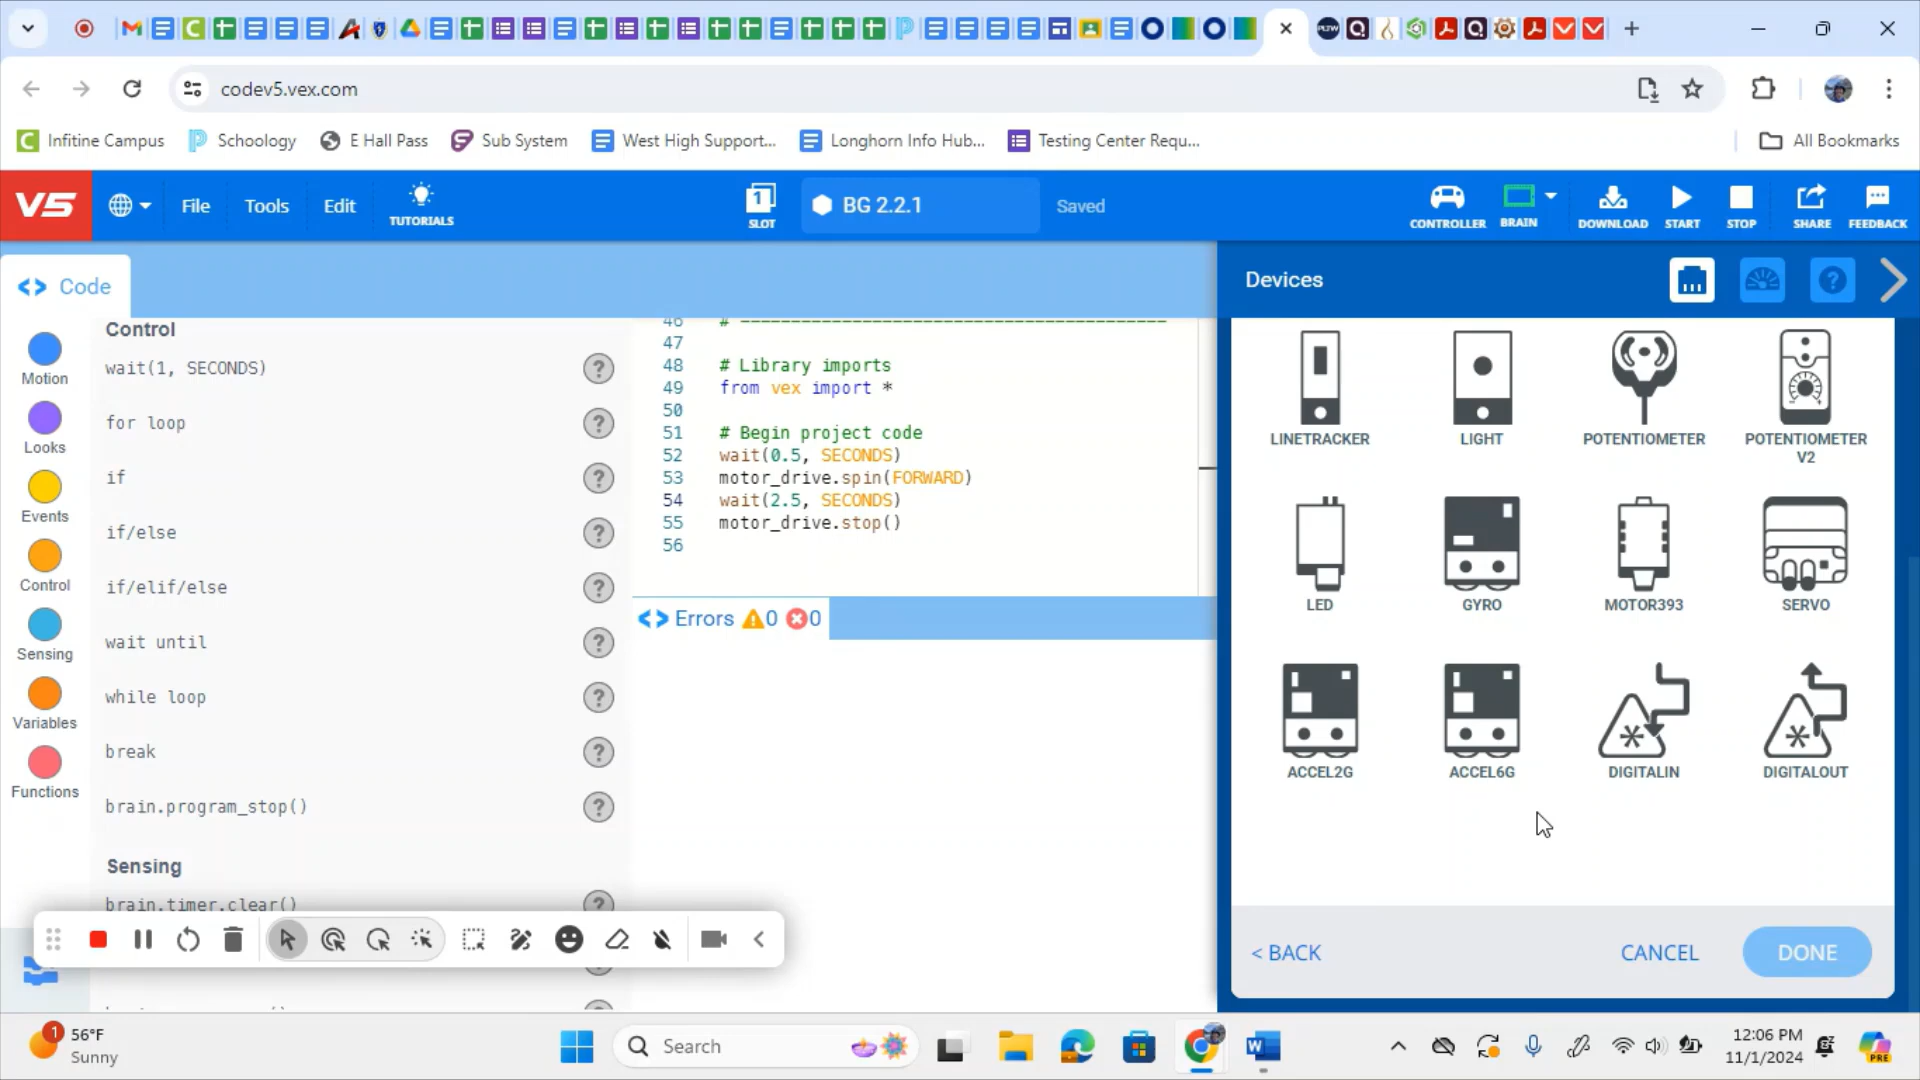 codev5.vex.com
Infitine Campus
Schoology
E Hall Pass
Sub System
West High Support...
Longhorn Info Hub...
Testing Center Requ...
All Bookmarks
V5
File
Tools
Edit
TUTORIALS
1
SLOT
BG 2.2.1
Saved
CONTROLLER
BRAIN
DOWNLOAD
START
STOP
SHARE
FEEDBACK
<> Code
Motion
Looks
Events
Control
Sensing
Variables
Functions
Control
wait(1, SECONDS)
for loop
if
if/else
if/elif/else
wait until
while loop
break
brain.program_stop()
Sensing
brain.timer.clear()
46 # ------------------------------------------
47
48 # Library imports
49 from vex import *
50
51 # Begin project code
52 wait(0.5, SECONDS)
53 motor_drive.spin(FORWARD)
54 wait(2.5, SECONDS)
55 motor_drive.stop()
56
<> Errors 0 0
Devices
LINETRACKER
LIGHT
POTENTIOMETER
POTENTIOMETER
V2
LED
GYRO
MOTOR393
SERVO
ACCEL2G
ACCEL6G
DIGITALIN
DIGITALOUT
< BACK
CANCEL
DONE
1
56°F
Sunny
Search
12:06 PM
11/1/2024
PRE